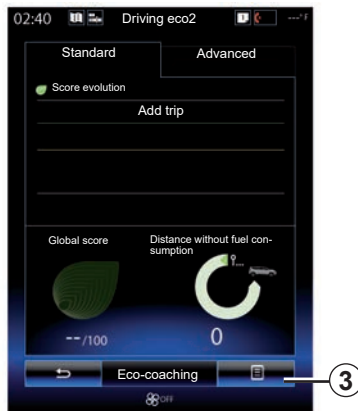 02:40 Driving eco2 ---°F
Standard Advanced
Score evolution
Add trip
Global score
Distance without fuel con-
sumption
--/100
0
Eco-coaching
OFF
3